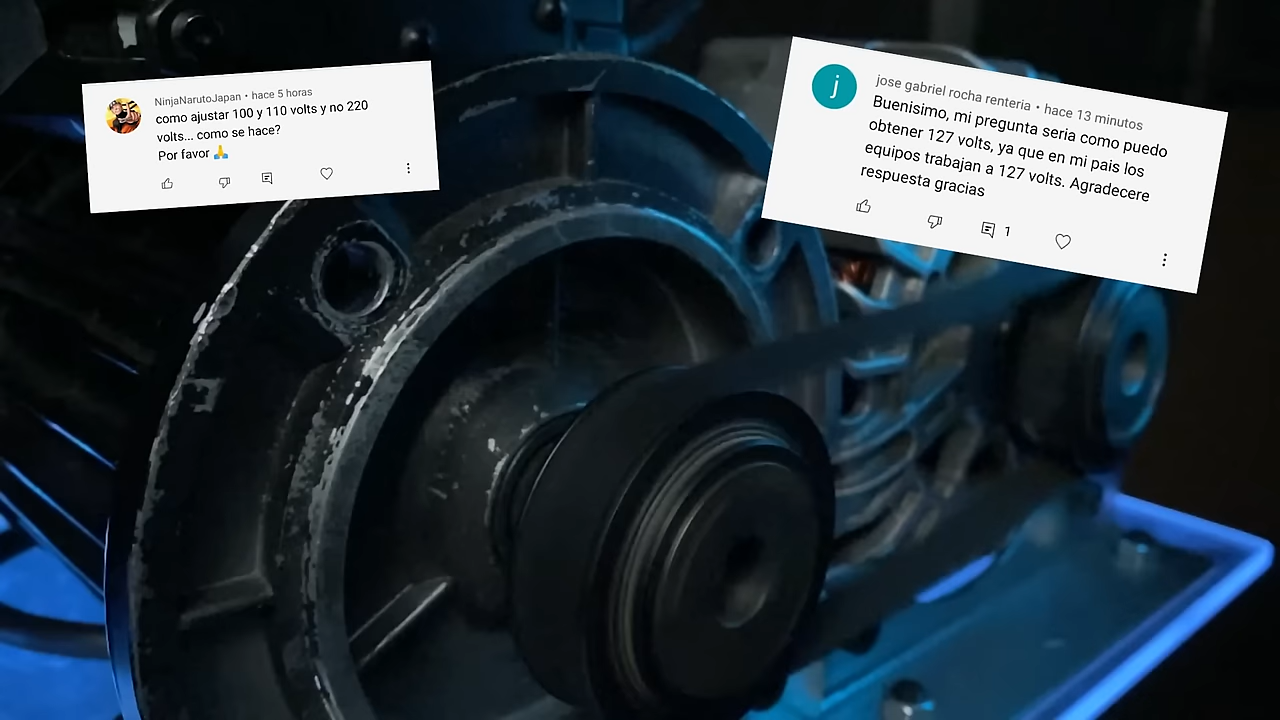 NinjaNarutoJapan • hace 5 horas
como ajustar 100 y 110 volts y no 220
volts... como se hace?
Por favor 🙏
j
jose gabriel rocha renteria • hace 13 minutos
Buenisimo, mi pregunta seria como puedo
obtener 127 volts, ya que en mi pais los
equipos trabajan a 127 volts. Agradecere
respuesta gracias
1